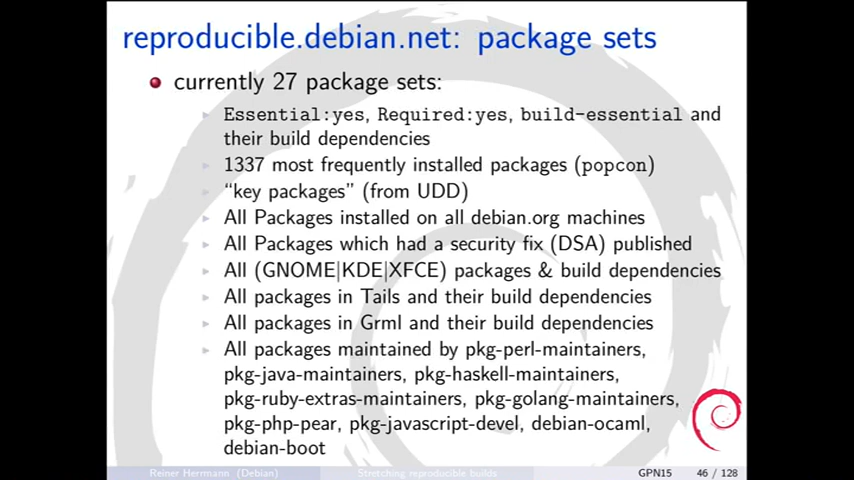 reproducible.debian.net: package sets
currently 27 package sets:
Essential:yes, Required:yes, build-essential and
their build dependencies
1337 most frequently installed packages (popcon)
“key packages” (from UDD)
All Packages installed on all debian.org machines
All Packages which had a security fix (DSA) published
All (GNOME|KDE|XFCE) packages & build dependencies
All packages in Tails and their build dependencies
All packages in Grml and their build dependencies
All packages maintained by pkg-perl-maintainers,
pkg-java-maintainers, pkg-haskell-maintainers,
pkg-ruby-extras-maintainers, pkg-golang-maintainers,
pkg-php-pear, pkg-javascript-devel, debian-ocaml,
debian-boot
Reiner Herrmann (Debian) Stretching reproducible builds GPN15 46 / 128